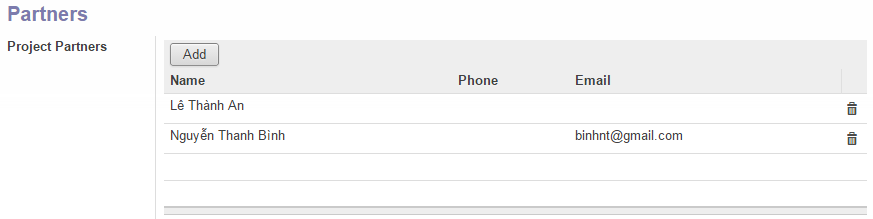 Partners
Project Partners
Add
Name Phone Email
Lê Thành An
Nguyễn Thanh Bình binhnt@gmail.com